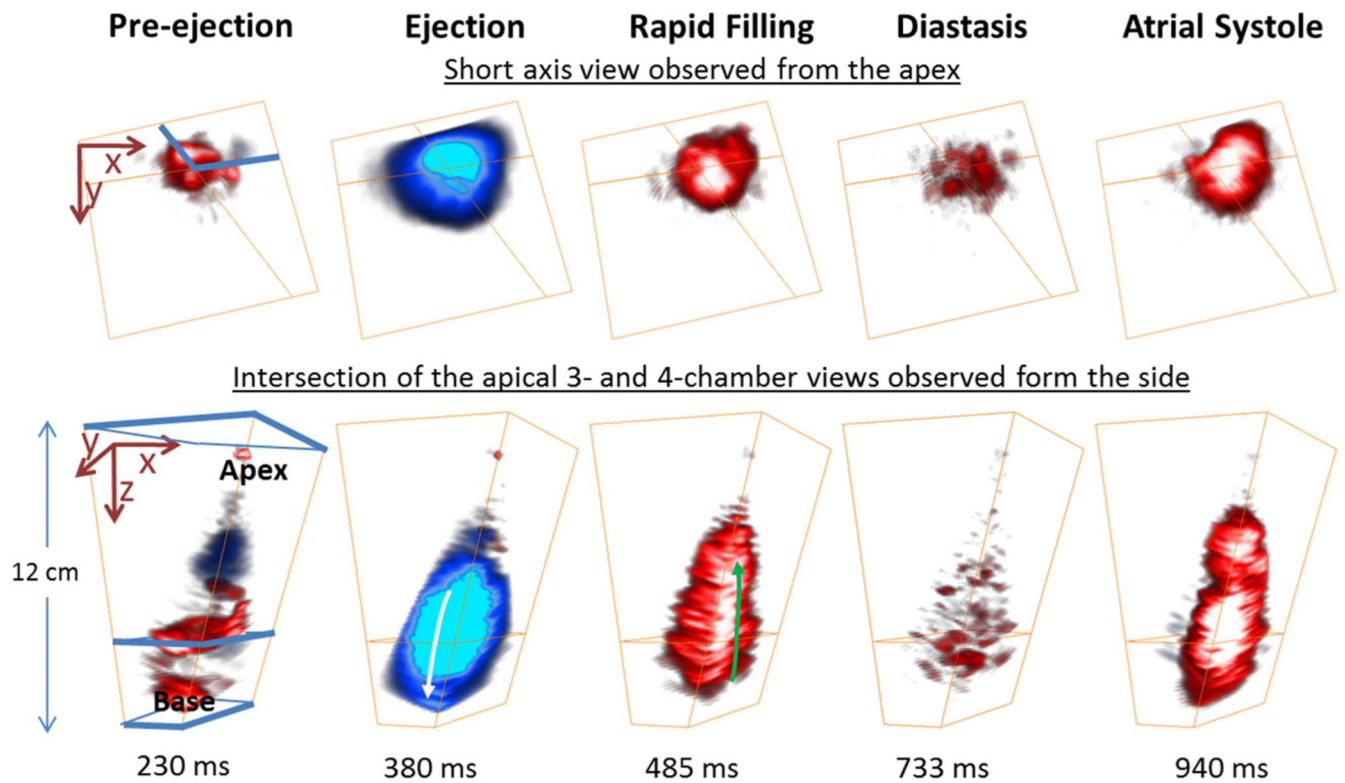 Pre-ejection Ejection Rapid Filling Diastasis Atrial Systole
Short axis view observed from the apex
x
y
Intersection of the apical 3- and 4-chamber views observed form the side
y
x
z
Apex
12 cm
Base
230 ms 380 ms 485 ms 733 ms 940 ms